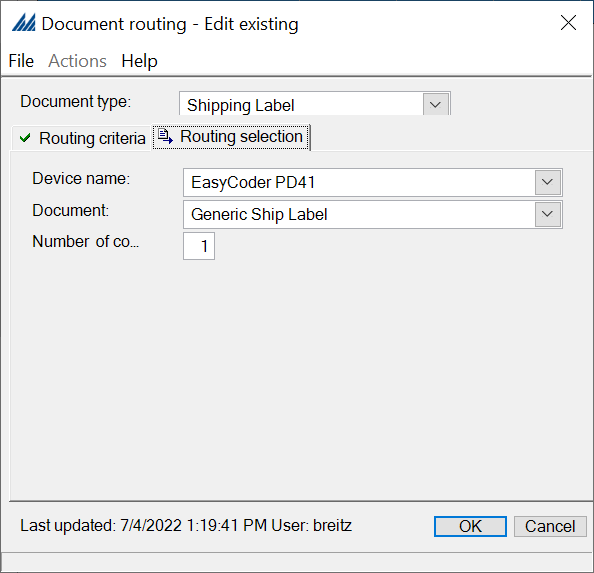 Document routing - Edit existing
File Actions Help
Document type: Shipping Label
Routing criteria Routing selection
Device name: EasyCoder PD41
Document: Generic Ship Label
Number of co... 1
Last updated: 7/4/2022 1:19:41 PM User: breitz OK Cancel